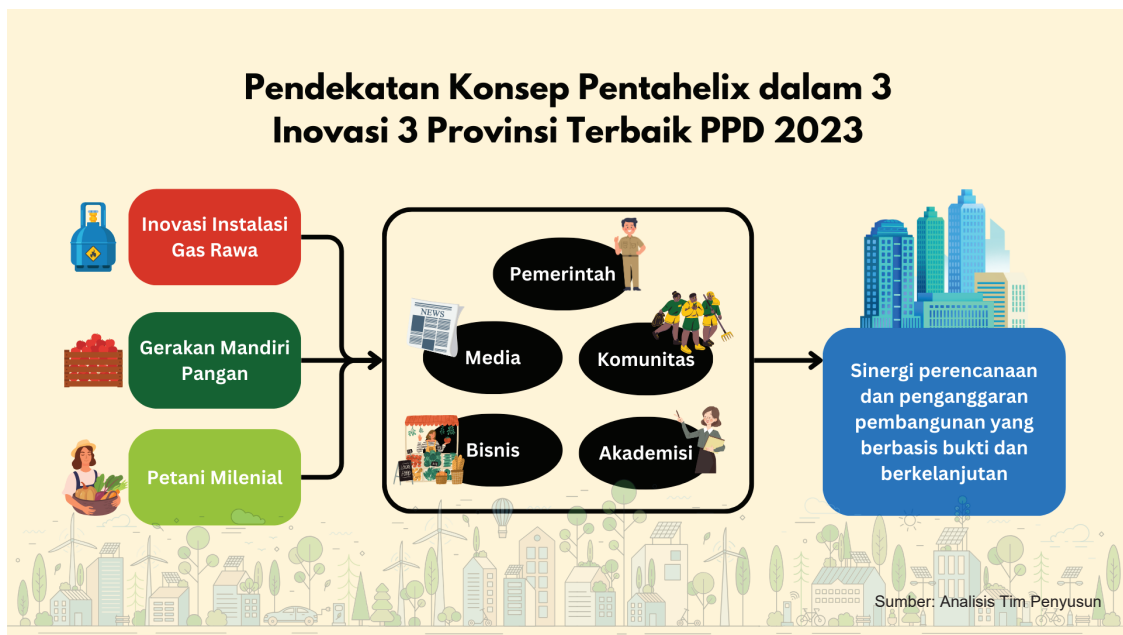 Pendekatan Konsep Pentahelix dalam 3
Inovasi 3 Provinsi Terbaik PPD 2023
Inovasi Instalasi
Gas Rawa
Gerakan Mandiri
Pangan
Petani Milenial
Pemerintah
NEWS
Media
Komunitas
Bisnis
Akademisi
Sinergi perencanaan
dan penganggaran
pembangunan yang
berbasis bukti dan
berkelanjutan
Sumber: Analisis Tim Penyusun